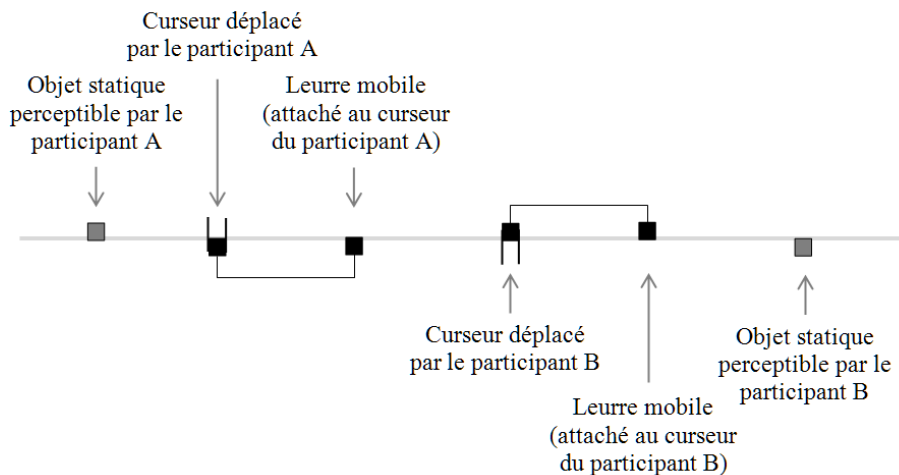 Curseur déplacé
par le participant A
Objet statique
perceptible par le
participant A
Leurre mobile
(attaché au curseur
du participant A)
Curseur déplacé
par le participant B
Leurre mobile
(attaché au curseur
du participant B)
Objet statique
perceptible par le
participant B